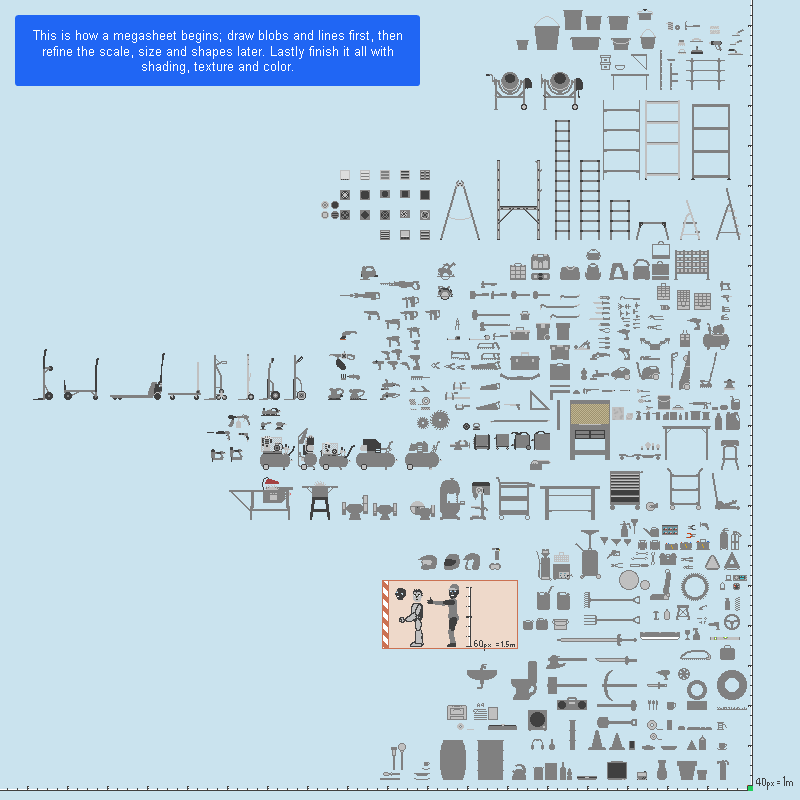 This is how a megasheet begins; draw blobs and lines first, then
refine the scale, size and shapes later. Lastly finish it all with
shading, texture and color.
60px = 1.5m
A4
40px = 1m